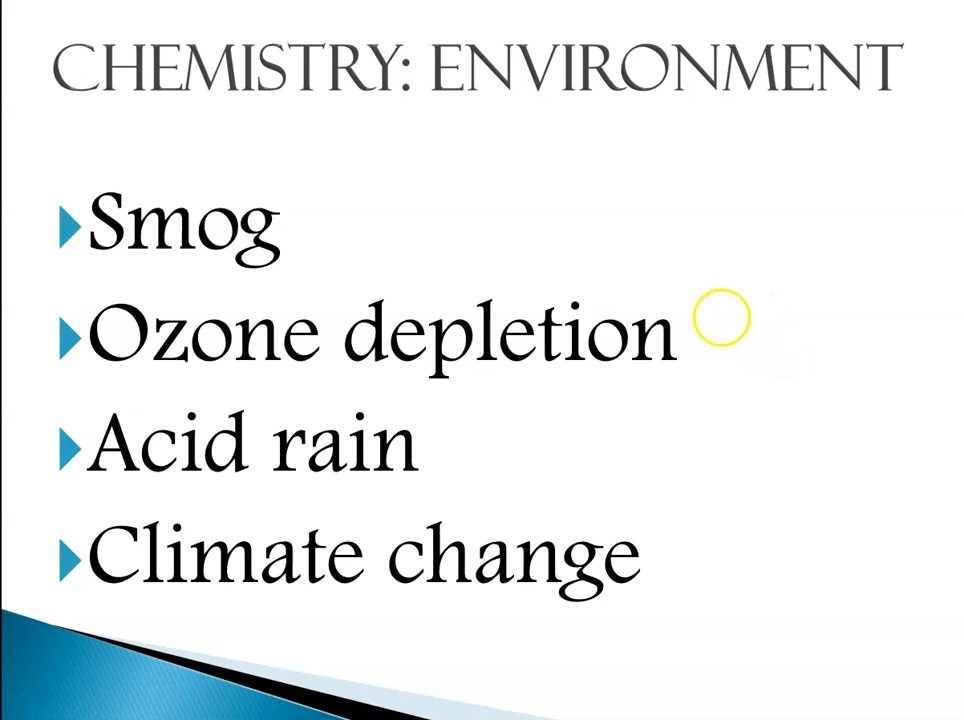 CHEMISTRY: ENVIRONMENT
Smog
Ozone depletion
Acid rain
Climate change